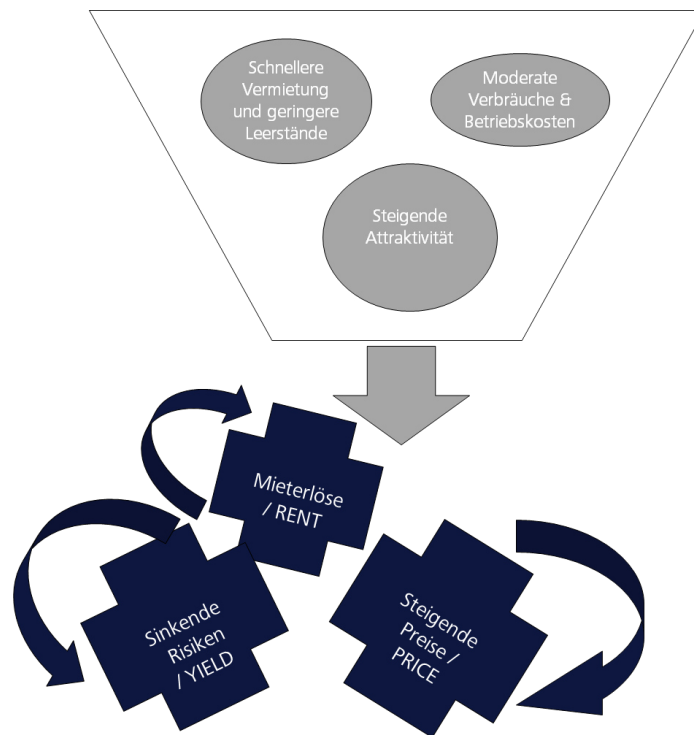 Schnellere
Vermietung
und geringere
Leerstände
Moderate
Verbräuche &
Betriebskosten
Steigende
Attraktivität
Mieterlöse
/ RENT
Sinkende
Risiken
/ YIELD
Steigende
Preise /
PRICE